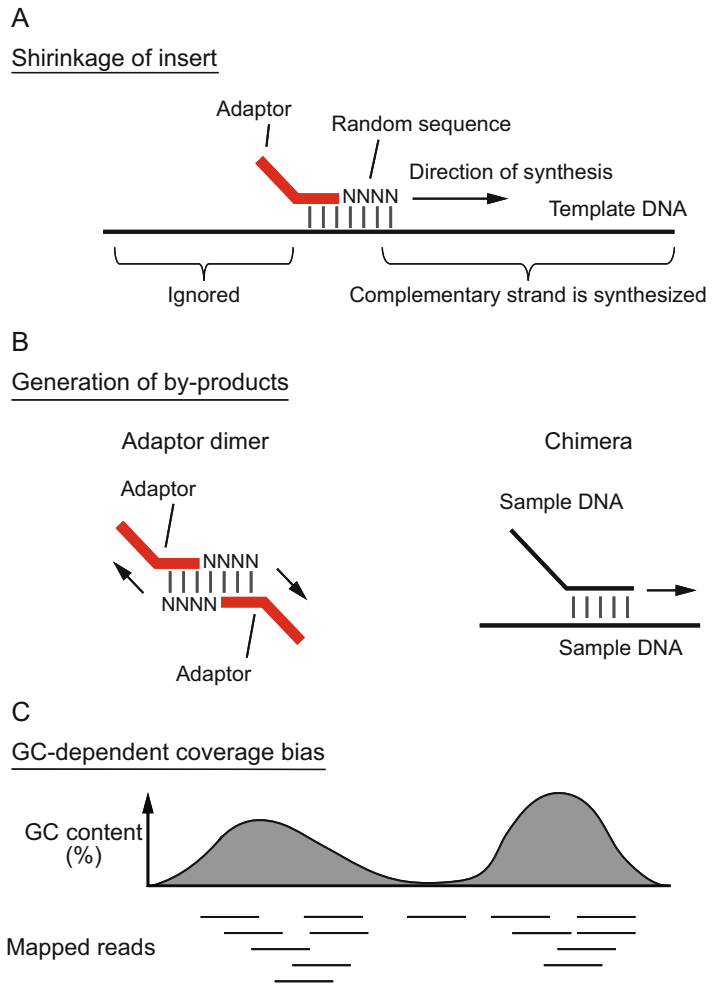 A
Shirinkage of insert
Adaptor
Random sequence
NNNN
Direction of synthesis
Template DNA
Ignored
Complementary strand is synthesized
B
Generation of by-products
Adaptor dimer
Chimera
Adaptor
Sample DNA
NNNN
NNNN
Adaptor
Sample DNA
C
GC-dependent coverage bias
GC content
(%)
Mapped reads